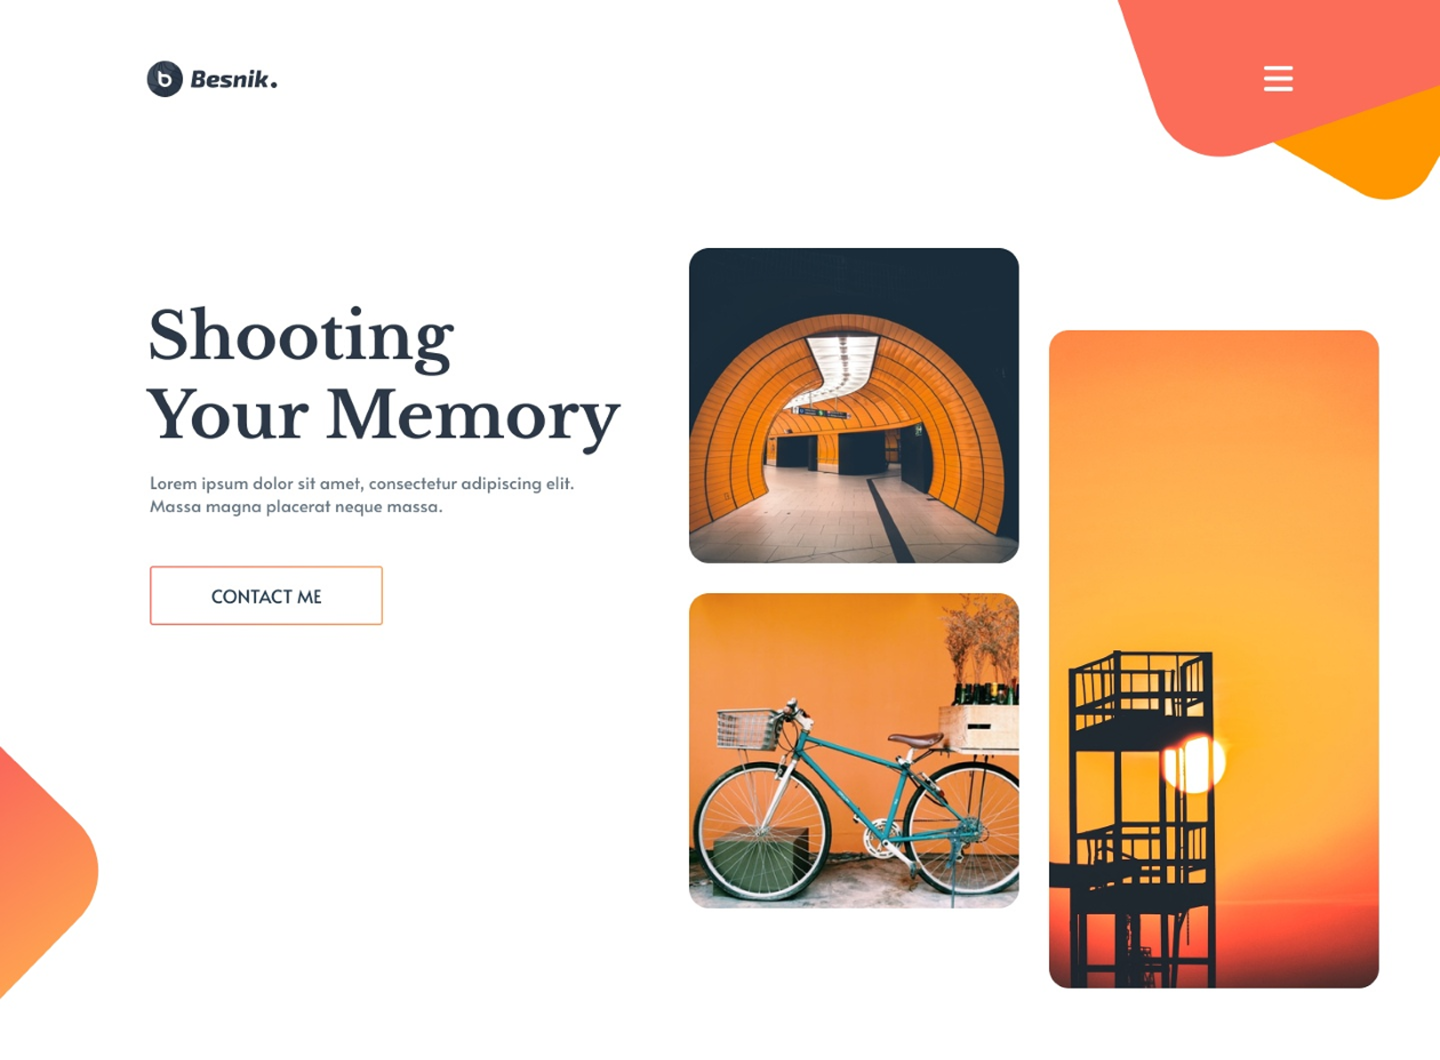 Besnik.
Shooting
Your Memory
Lorem ipsum dolor sit amet, consectetur adipiscing elit.
Massa magna placerat neque massa.
CONTACT ME